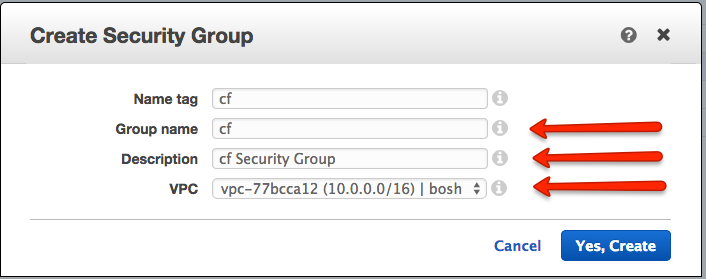 Create Security Group
Name tag cf
Group name cf
Description cf Security Group
VPC vpc-77bcca12 (10.0.0.0/16) | bosh
Cancel Yes, Create